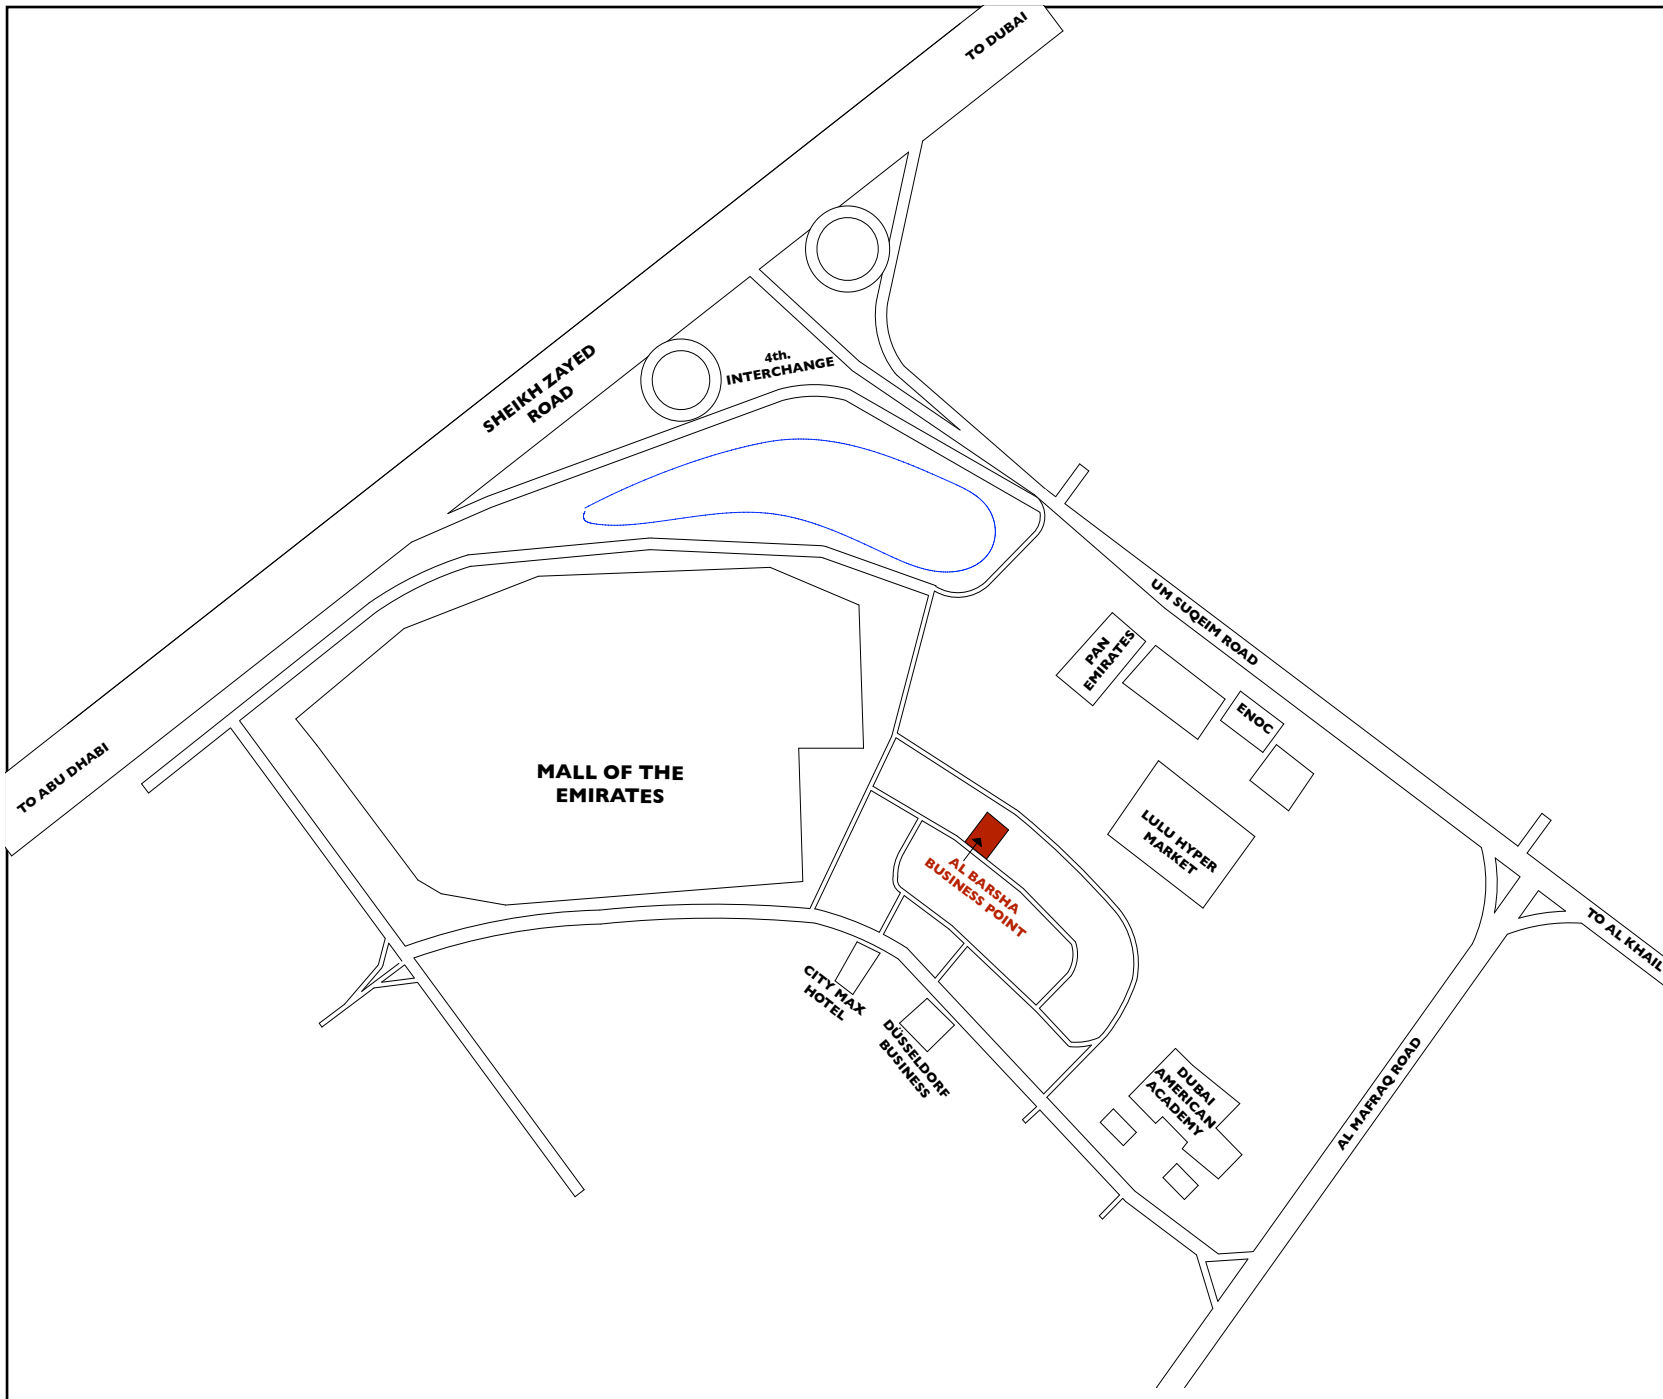 TO DUBAI
4th.
INTERCHANGE
SHEIKH ZAYED
ROAD
UM SUQEIM ROAD
PAN
EMIRATES
ENOC
TO ABU DHABI
MALL OF THE
EMIRATES
LULU HYPER
MARKET
AL BARSHA
BUSINESS POINT
TO AL KHAIL
CITY MAX
HOTEL
DÜSSELDORF
BUSINESS
DUBAI
AMERICAN
ACADEMY
AL MAFRAQ ROAD